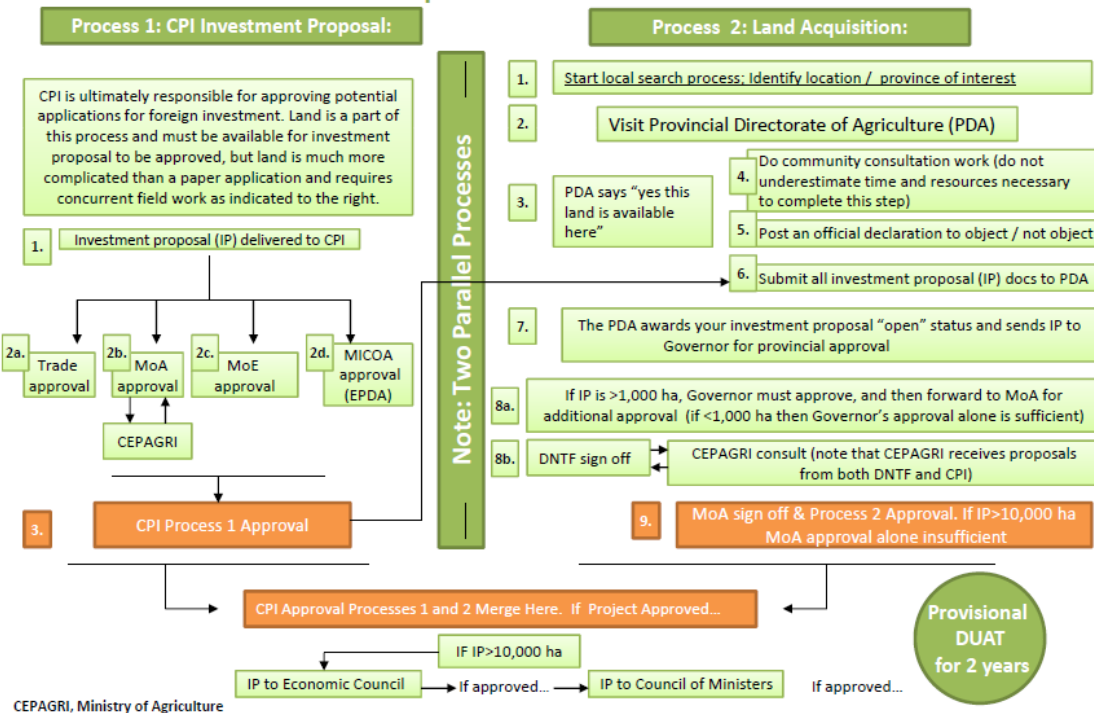 Process 1: CPI Investment Proposal:
CPI is ultimately responsible for approving potential
applications for foreign investment. Land is a part of
this process and must be available for investment
proposal to be approved, but land is much more
complicated than a paper application and requires
concurrent field work as indicated to the right.
1.
Investment proposal (IP) delivered to CPI
2a.
Trade
approval
2b.
MoA
approval
2c.
MoE
approval
2d.
MICOA
approval
(EPDA)
CEPAGRI
3.
CPI Process 1 Approval
Note: Two Parallel Processes
Process 2: Land Acquisition:
1.
Start local search process; Identify location / province of interest
2.
Visit Provincial Directorate of Agriculture (PDA)
3.
PDA says "yes this
land is available
here"
4.
Do community consultation work (do not
underestimate time and resources necessary
to complete this step)
5.
Post an official declaration to object / not object
6.
Submit all investment proposal (IP) docs to PDA
7.
The PDA awards your investment proposal "open" status and sends IP to
Governor for provincial approval
8a.
If IP is >1,000 ha, Governor must approve, and then forward to MoA for
additional approval (if <1,000 ha then Governor's approval alone is sufficient)
8b.
DNTF sign off
CEPAGRI consult (note that CEPAGRI receives proposals
from both DNTF and CPI)
9.
MoA sign off & Process 2 Approval. If IP>10,000 ha
MoA approval alone insufficient
CPI Approval Processes 1 and 2 Merge Here. If Project Approved...
IF IP>10,000 ha
IP to Economic Council
If approved...
IP to Council of Ministers
If approved...
Provisional
DUAT
for 2 years
CEPAGRI, Ministry of Agriculture